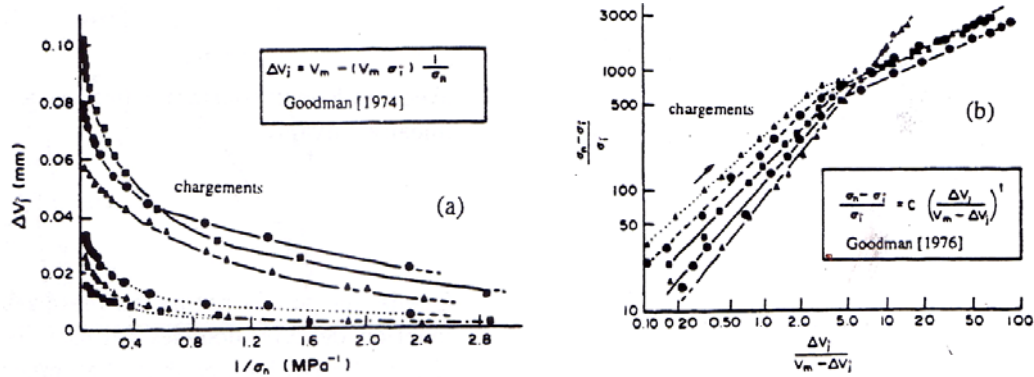 0.10
0.08
0.06
0.04
0.02
0
ΔVj (mm)
ΔVj = Vm − (Vm σi) 1/σn
Goodman [1974]
chargements
(a)
0.4 0.8 1.2 1.6 2.0 2.4 2.8
1/σn (MPa⁻¹)
3000
1000
500
100
50
10
σn − σi / σi
chargements
(b)
σn − σi / σi = C (ΔVj / Vm − ΔVj)^t
Goodman [1976]
0.10 0.20 0.50 1.0 2.0 5.0 10 20 50 100
ΔVj
Vm − ΔVj